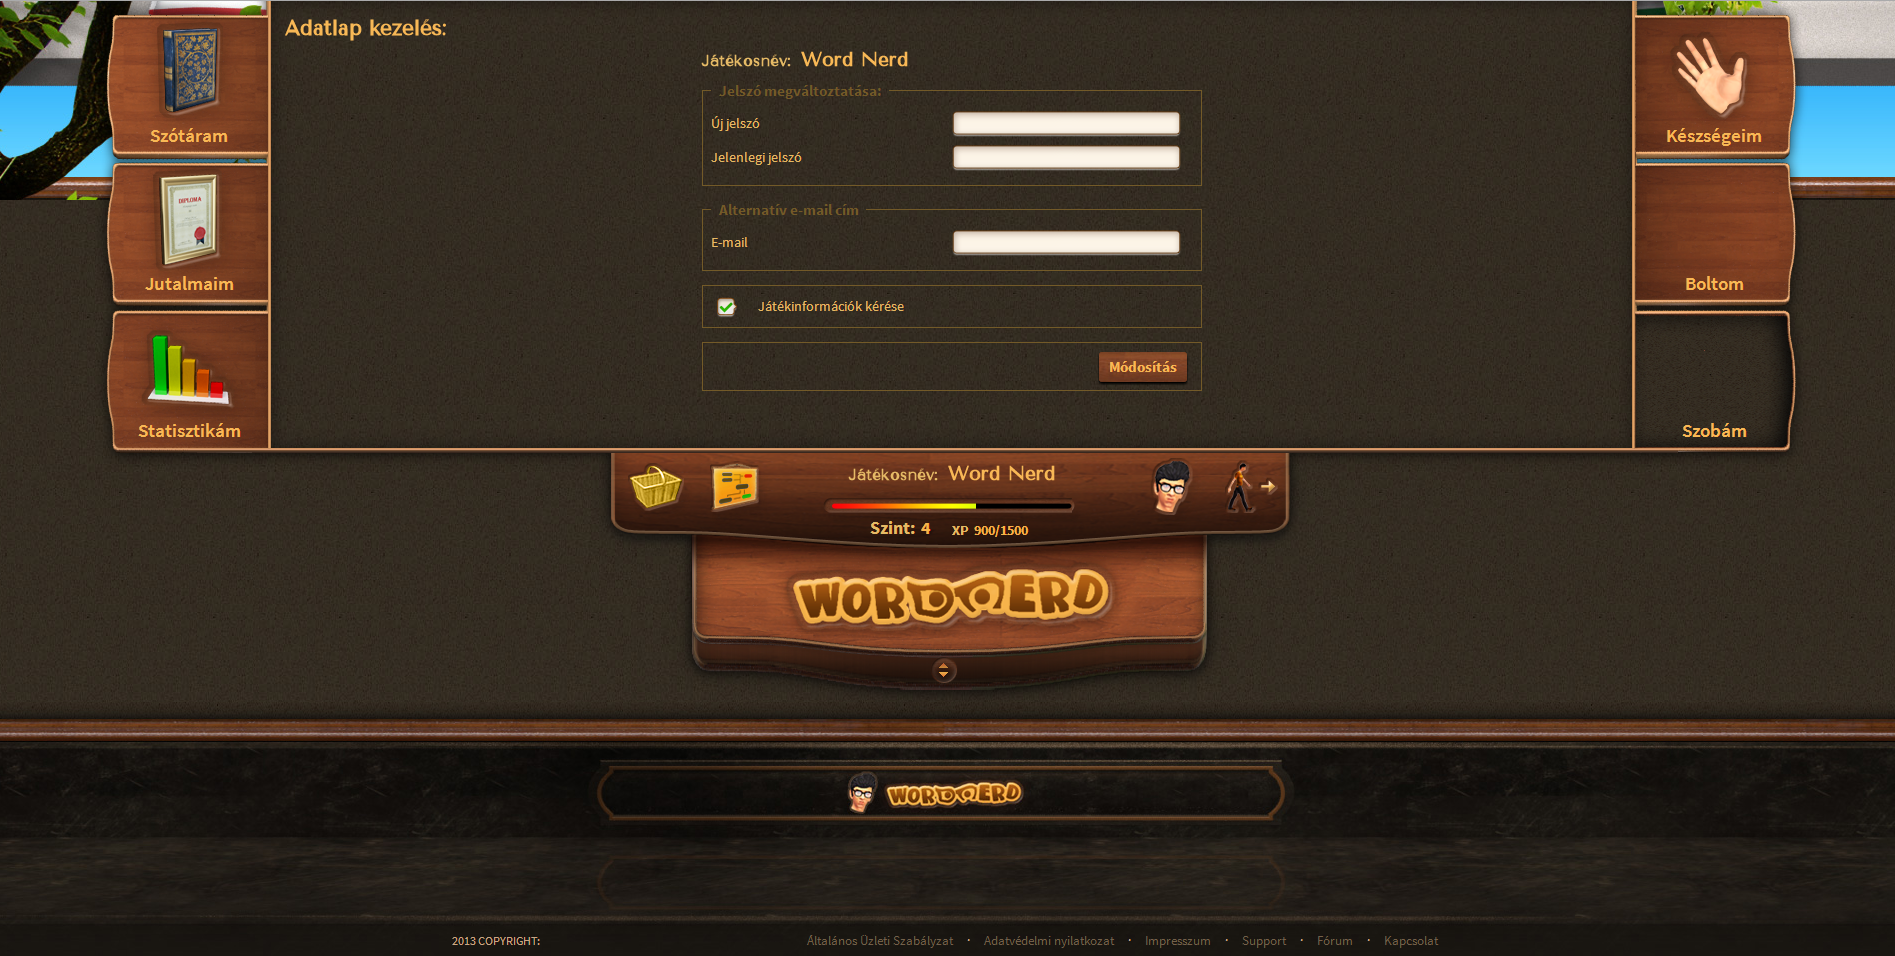 Adatlap kezelés:
Játékosnév: Word Nerd
Jelszó megváltoztatása:
Új jelszó
Jelenlegi jelszó
Alternatív e-mail cím
E-mail
Játékinformációk kérése
Módosítás
Szótáram
DIPLOMA
Jutalmaim
Statisztikám
Készségeim
Boltom
Szobám
Játékosnév: Word Nerd
Szint: 4 XP 900/1500
WORDNERD
WORDNERD
2013 COPYRIGHT:
Általános Üzleti Szabályzat · Adatvédelmi nyilatkozat · Impresszum · Support · Fórum · Kapcsolat